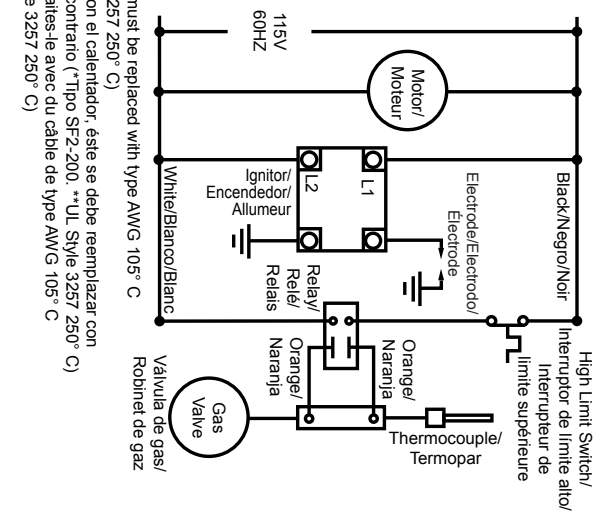 115V
60HZ
Motor/
Moteur
Ignitor/
Encendedor/
Allumeur
L1
L2
Electrode/Electrodo/
Électrode
Black/Negro/Noir
White/Blanco/Blanc
High Limit Switch/
Interruptor de límite alto/
Interrupteur de
limite supérieure
Relay/
Relé/
Relais
Orange/
Naranja
Orange/
Naranja
Thermocouple/
Termopar
Gas
Valve
Válvula de gas/
Robinet de gaz
must be replaced with type AWG 105° C
257 250° C)
on el calentador, éste se debe reemplazar con
contrario (*Tipo SF2-200. **UL Style 3257 250° C)
aites-le avec du câble de type AWG 105° C
e 3257 250° C)